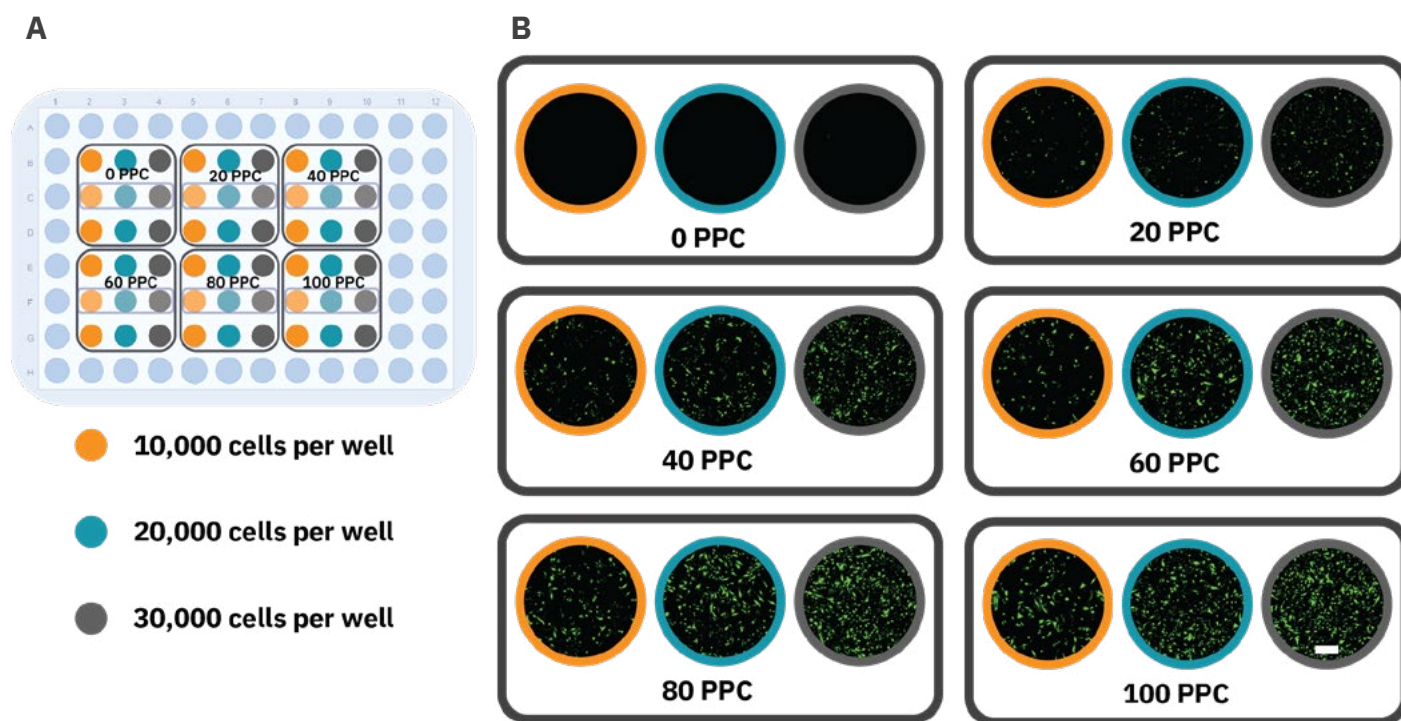 A
B
1 2 3 4 5 6 7 8 9 10 11 12
A
B
C
D
E
F
G
H
0 PPC 20 PPC 40 PPC
60 PPC 80 PPC 100 PPC
10,000 cells per well
20,000 cells per well
30,000 cells per well
0 PPC
20 PPC
40 PPC
60 PPC
80 PPC
100 PPC